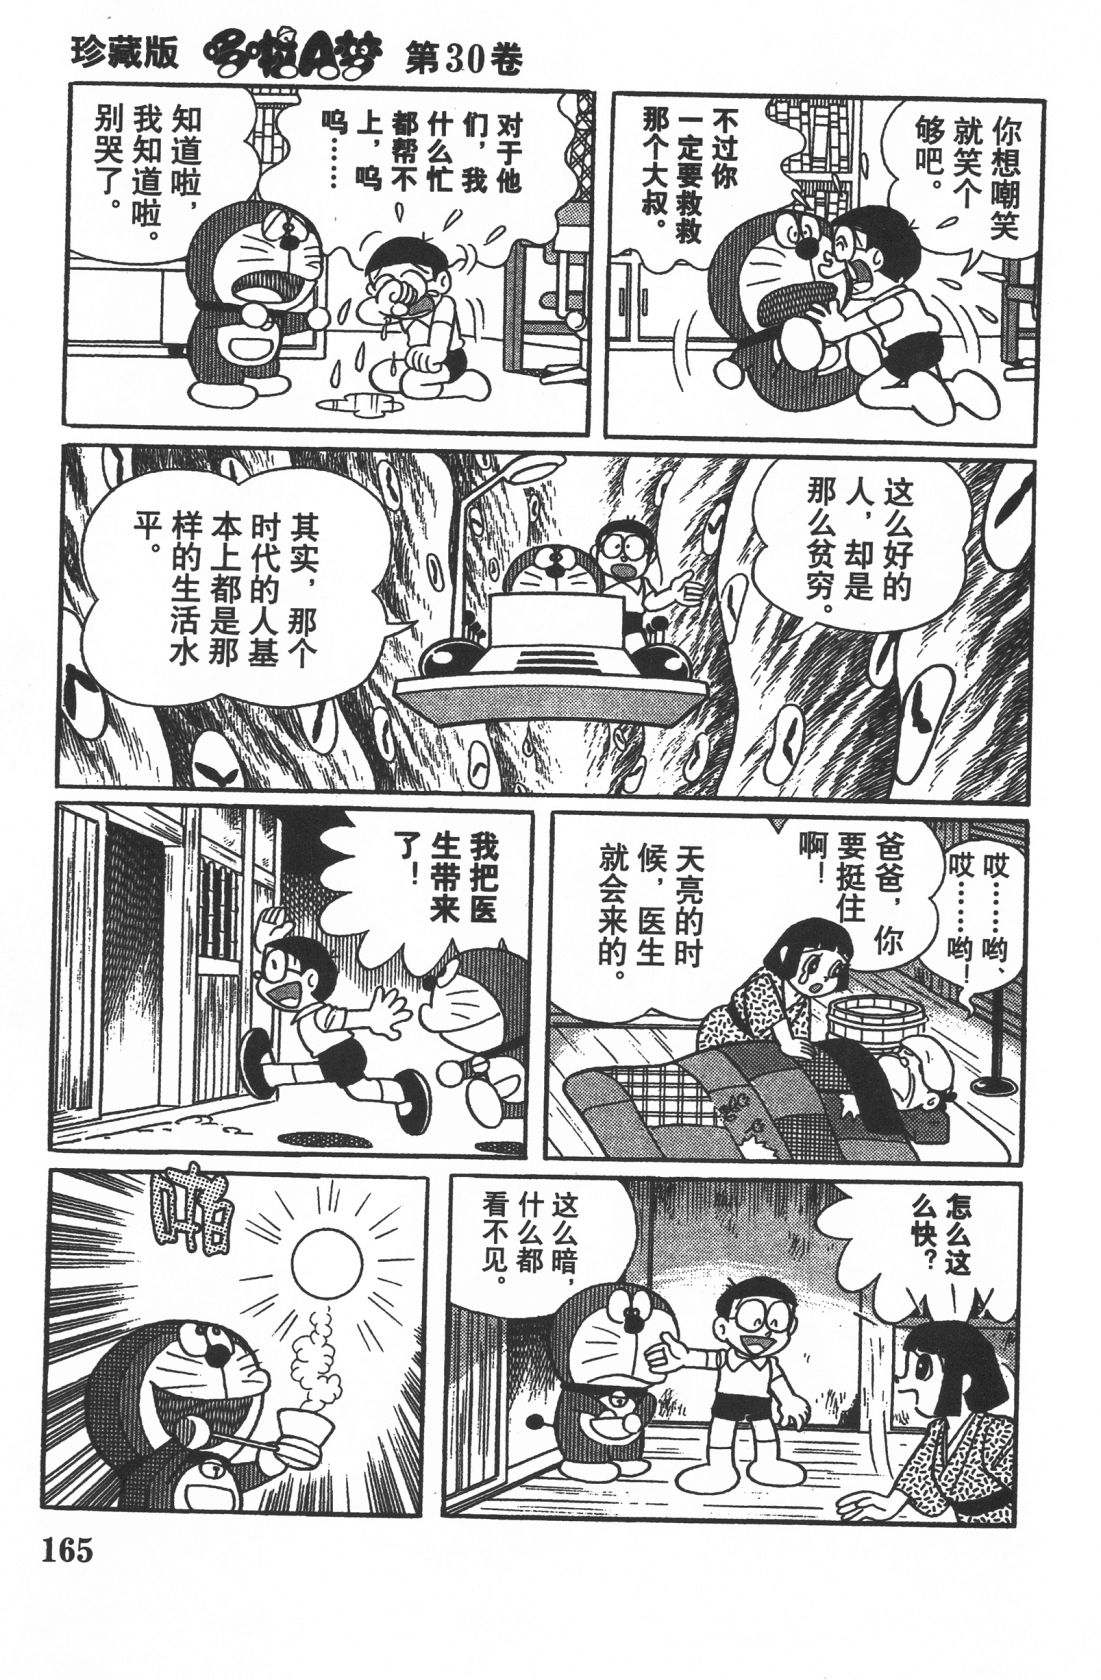 珍藏版 哆啦A梦 第30卷
你想嘲笑
就笑个
够吧。
不过你
一定要救救
那个大叔。
对于他
们，我
什么忙
都帮不
上，呜
呜……
知道啦，
我知道啦。
别哭了。
这么好的
人，却是
那么贫穷。
其实，那个
时代的人基
本上都是那
样的生活水
平。
哎……哟、
哎……哟！
爸爸，你
要挺住
啊！
天亮的时
候，医生
就会来的。
我把医
生带来
了！
怎么这
么快？
这么暗，
什么都
看不见。
啪
165